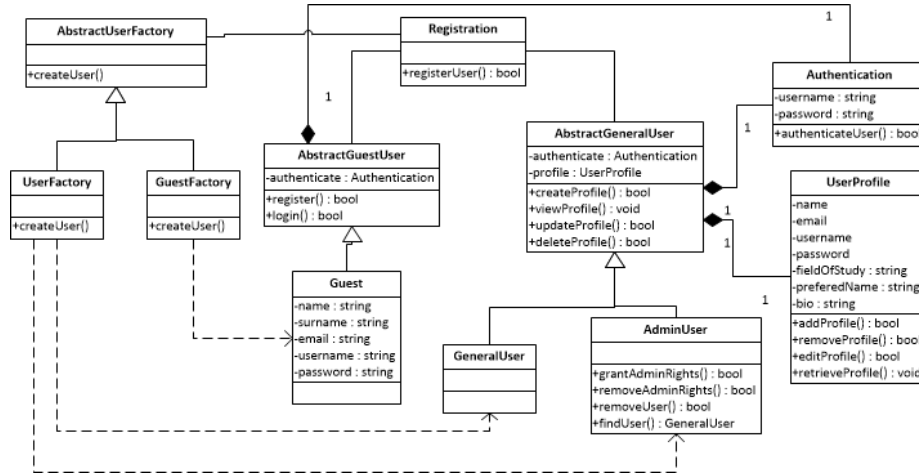 AbstractUserFactory
+createUser()
Registration
+registerUser() : bool
1
1
Authentication
-username : string
-password : string
+authenticateUser() : bool
1
1
AbstractGuestUser
-authenticate : Authentication
+register() : bool
+login() : bool
AbstractGeneralUser
-authenticate : Authentication
-profile : UserProfile
+createProfile() : bool
+viewProfile() : void
+updateProfile() : bool
+deleteProfile() : bool
1
1
1
UserFactory
+createUser()
GuestFactory
+createUser()
UserProfile
-name
-email
-username
-password
-fieldOfStudy : string
-preferedName : string
-bio : string
+addProfile() : bool
+removeProfile() : bool
+editProfile() : bool
+retrieveProfile() : void
Guest
-name : string
-surname : string
-email : string
-username : string
-password : string
GeneralUser
AdminUser
+grantAdminRights() : bool
+removeAdminRights() : bool
+removeUser() : bool
+findUser() : GeneralUser